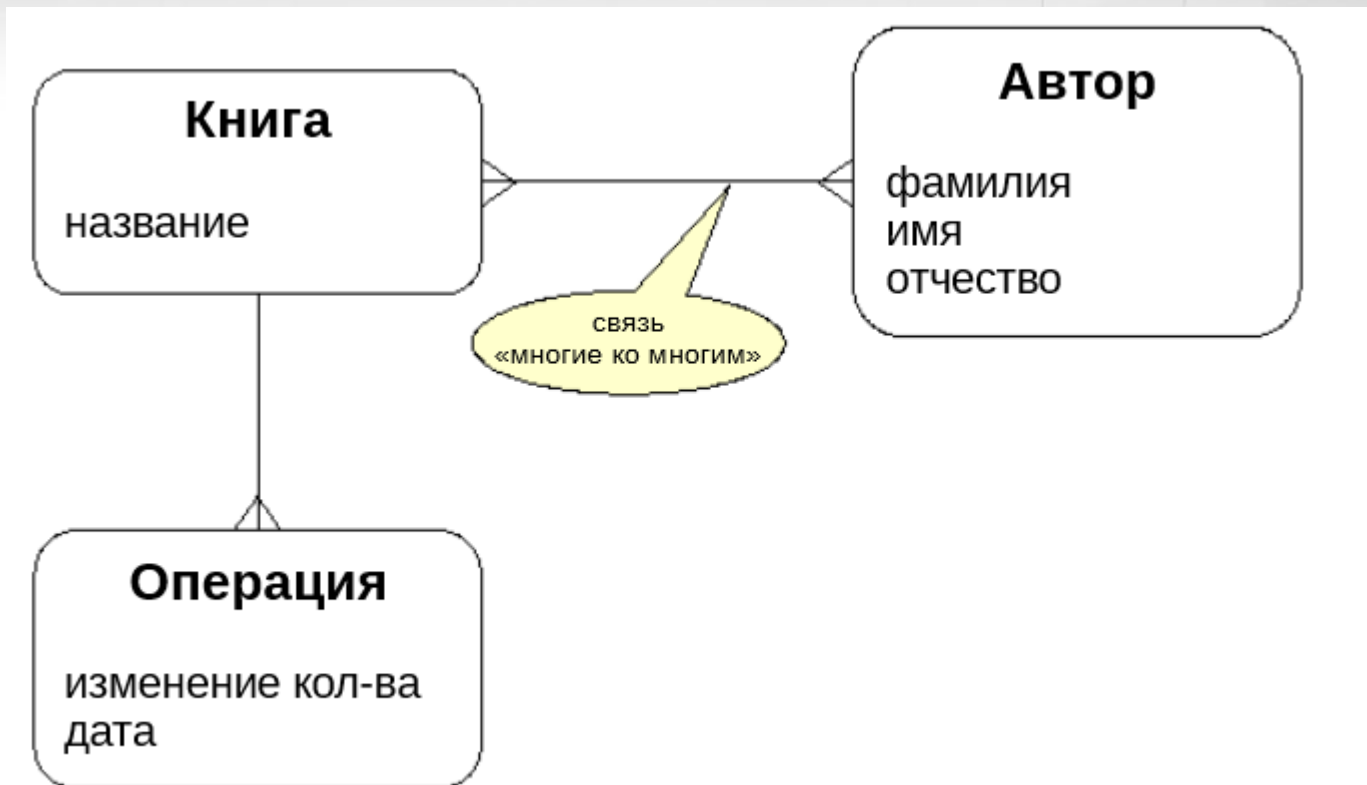 Книга
название
Автор
фамилия
имя
отчество
связь
«многие ко многим»
Операция
изменение кол-ва
дата